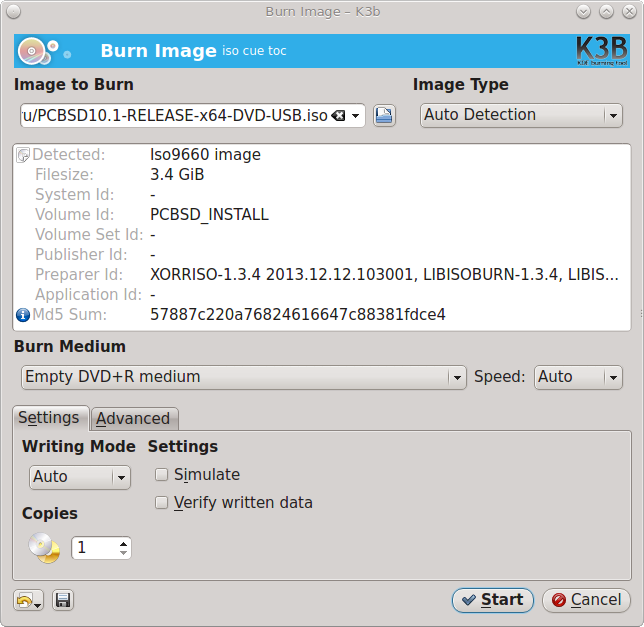 Burn Image – K3b
Burn Image iso cue toc
K3B
Image to Burn
Image Type
ru/PCBSD10.1-RELEASE-x64-DVD-USB.iso
Auto Detection
Detected: Iso9660 image
Filesize: 3.4 GiB
System Id: -
Volume Id: PCBSD_INSTALL
Volume Set Id: -
Publisher Id: -
Preparer Id: XORRISO-1.3.4 2013.12.12.103001, LIBISOBURN-1.3.4, LIBIS...
Application Id: -
Md5 Sum: 57887c220a76824616647c88381fdce4
Burn Medium
Empty DVD+R medium
Speed: Auto
Settings Advanced
Writing Mode Settings
Auto
Simulate
Verify written data
Copies
1
Start Cancel